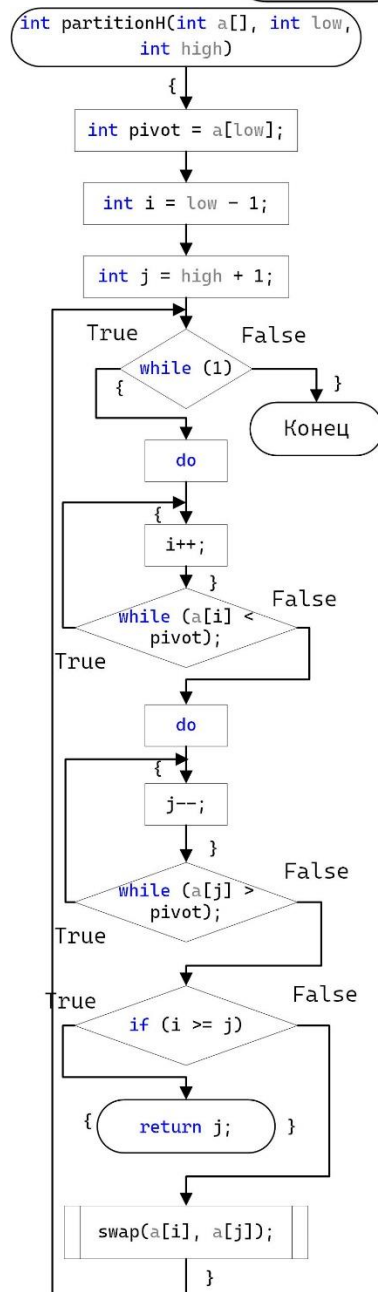 int partitionH(int a[], int low,
int high)
{
int pivot = a[low];
int i = low - 1;
int j = high + 1;
True
False
while (1)
{
}
Конец
do
{
i++;
}
False
while (a[i] <
pivot);
True
do
{
j--;
}
False
while (a[j] >
pivot);
True
True
False
if (i >= j)
{
return j;
}
swap(a[i], a[j]);
}